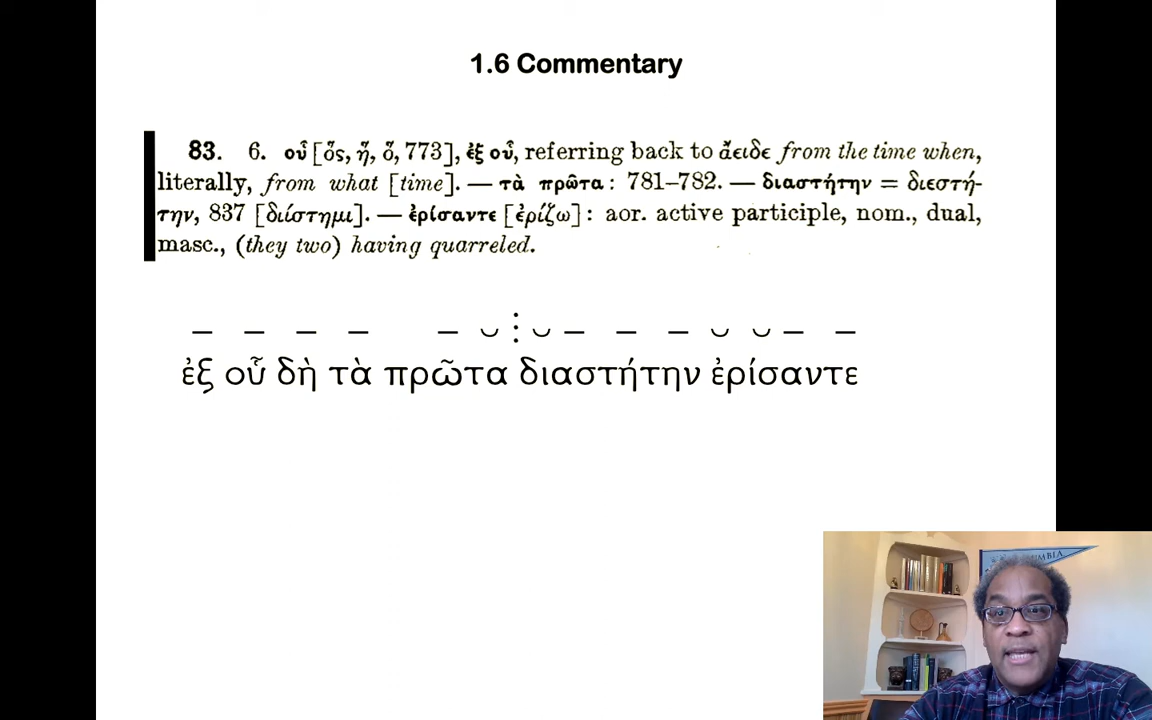 1.6 Commentary
83. 6. οὗ [ὅς, ἥ, ὅ, 773], ἐξ οὗ, referring back to ἄειδε from the time when,
literally, from what [time]. — τὰ πρῶτα : 781–782. — διαστήτην = διεστή-
την, 837 [διίστημι]. — ἐρίσαντε [ἐρίζω] : aor. active participle, nom., dual,
masc., (they two) having quarreled.
– – – – – ⏑ ⋮ ⏑ – – – ⏑ ⏑ – –
ἐξ οὗ δὴ τὰ πρῶτα διαστήτην ἐρίσαντε